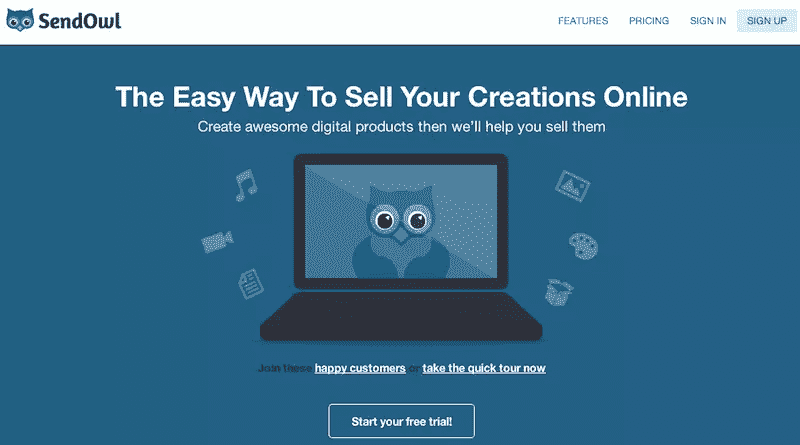 SendOwl
FEATURES PRICING SIGN IN SIGN UP
The Easy Way To Sell Your Creations Online
Create awesome digital products then we'll help you sell them
Join these happy customers or take the quick tour now
Start your free trial!